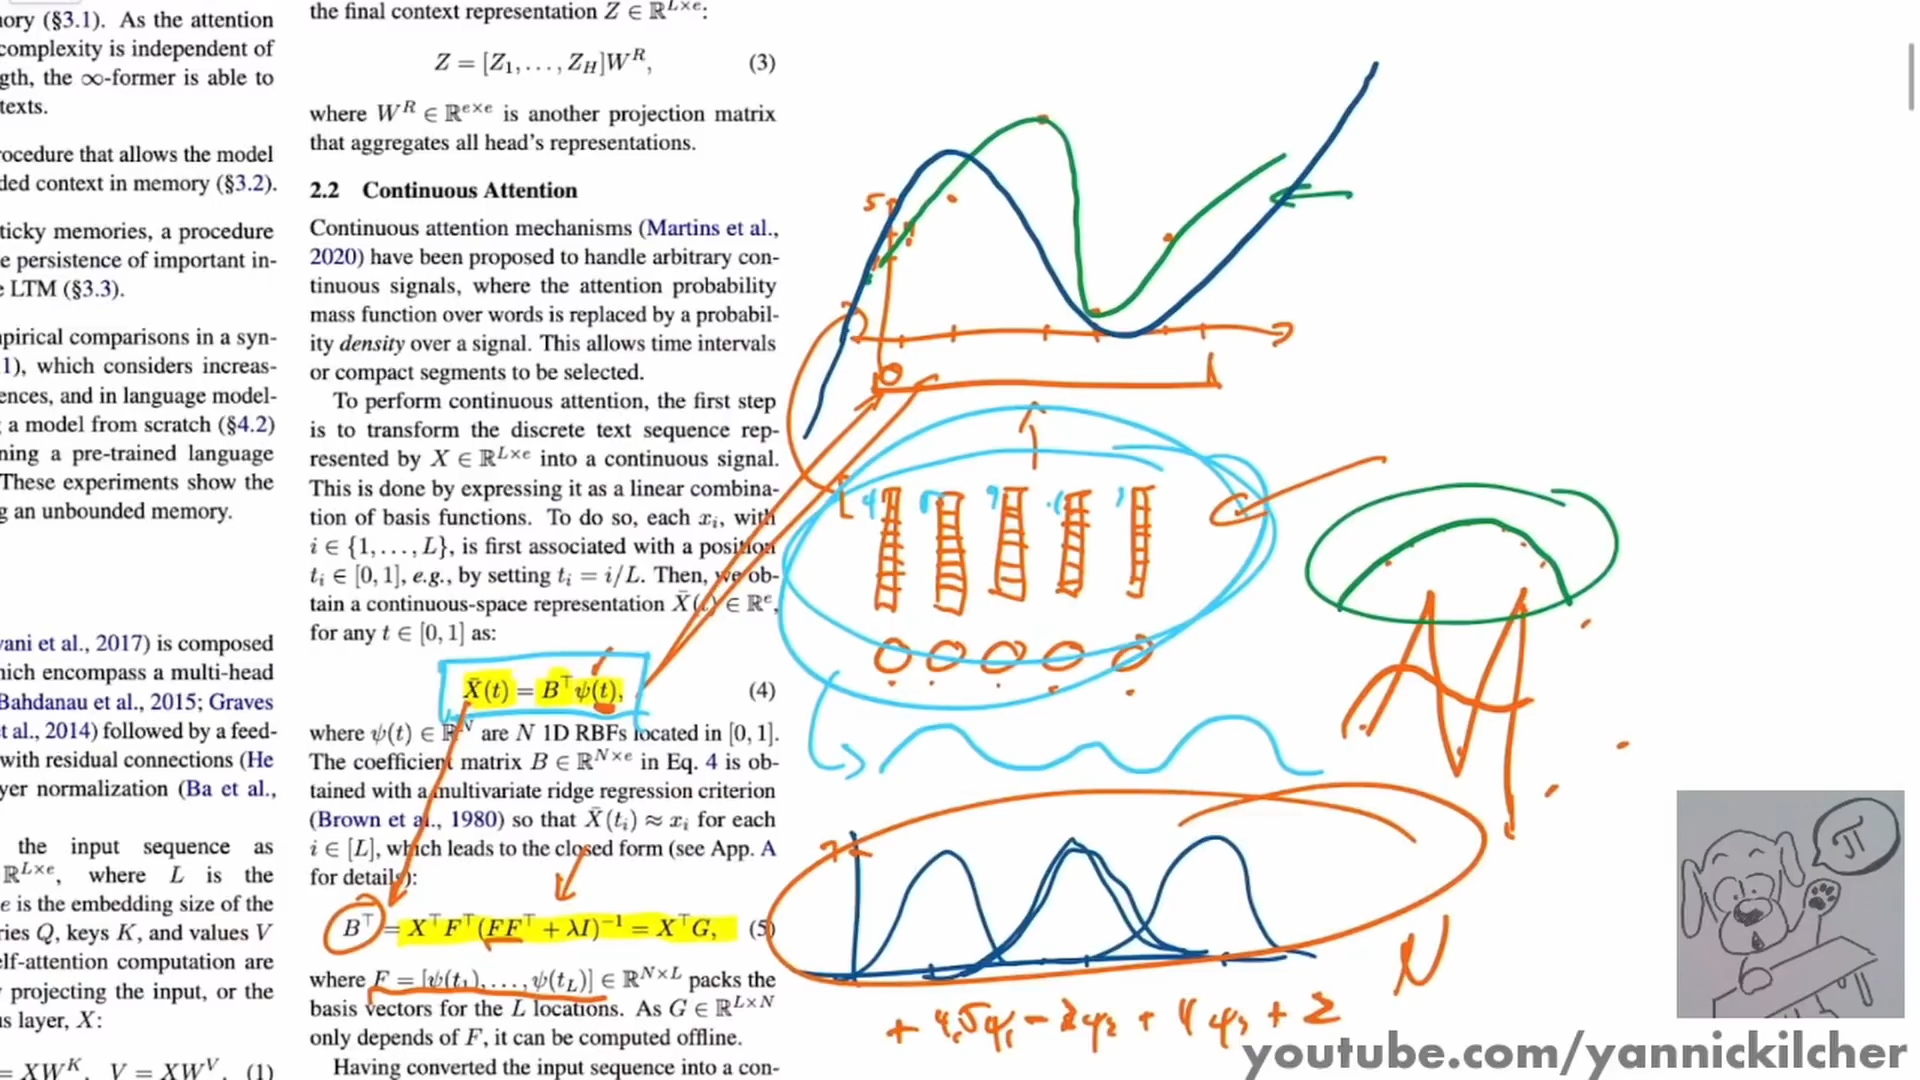 ory (§3.1). As the attention
complexity is independent of
gth, the ∞-former is able to
texts.
rocedure that allows the model
ded context in memory (§3.2).
ticky memories, a procedure
e persistence of important in-
e LTM (§3.3).
pirical comparisons in a syn-
1), which considers increas-
ences, and in language model-
g a model from scratch (§4.2)
ning a pre-trained language
These experiments show the
g an unbounded memory.
vani et al., 2017) is composed
hich encompass a multi-head
Bahdanau et al., 2015; Graves
t al., 2014) followed by a feed-
with residual connections (He
yer normalization (Ba et al.,
the input sequence as
ℝ^{L×e}, where L is the
e is the embedding size of the
ries Q, keys K, and values V
elf-attention computation are
projecting the input, or the
us layer, X:
= XW^K, V = XW^V, (1)
the final context representation Z ∈ ℝ^{L×e}:
Z = [Z_1, …, Z_H]W^R, (3)
where W^R ∈ ℝ^{e×e} is another projection matrix
that aggregates all head's representations.
2.2 Continuous Attention
Continuous attention mechanisms (Martins et al.,
2020) have been proposed to handle arbitrary con-
tinuous signals, where the attention probability
mass function over words is replaced by a probabil-
ity density over a signal. This allows time intervals
or compact segments to be selected.
To perform continuous attention, the first step
is to transform the discrete text sequence rep-
resented by X ∈ ℝ^{L×e} into a continuous signal.
This is done by expressing it as a linear combina-
tion of basis functions. To do so, each x_i, with
i ∈ {1, …, L}, is first associated with a position
t_i ∈ [0, 1], e.g., by setting t_i = i/L. Then, we ob-
tain a continuous-space representation X̄(t) ∈ ℝ^e,
for any t ∈ [0, 1] as:
X̄(t) = B^⊤ψ(t), (4)
where ψ(t) ∈ ℝ^N are N 1D RBFs located in [0, 1].
The coefficient matrix B ∈ ℝ^{N×e} in Eq. 4 is ob-
tained with a multivariate ridge regression criterion
(Brown et al., 1980) so that X̄(t_i) ≈ x_i for each
i ∈ [L], which leads to the closed form (see App. A
for details):
B^⊤ = X^⊤F^⊤(FF^⊤ + λI)^{-1} = X^⊤G, (5)
where F = [ψ(t_1), …, ψ(t_L)] ∈ ℝ^{N×L} packs the
basis vectors for the L locations. As G ∈ ℝ^{L×N}
only depends of F, it can be computed offline.
Having converted the input sequence into a con-
5
0
1
N
π
youtube.com/yannickilcher